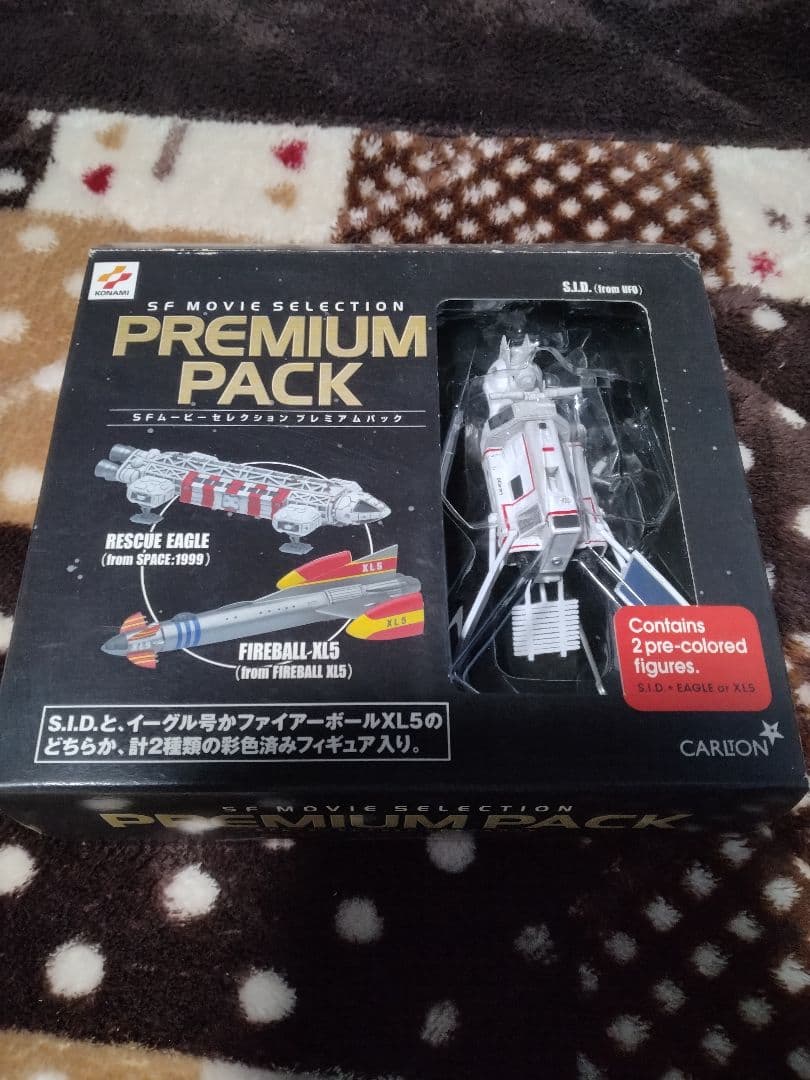 KONAMI
SF MOVIE SELECTION
PREMIUM
PACK
SFムービーセレクション プレミアムパック
S.I.D. (from UFO)
RESCUE EAGLE
(from SPACE:1999)
XL5
XL5
XL5
FIREBALL XL5
(from FIREBALL XL5)
Contains
2 pre-colored
figures.
S.I.D. + EAGLE or XL5
S.I.D.と、イーグル号かファイアーボールXL5の
どちらか、計2種類の彩色済みフィギュア入り。
CARLTON
SF MOVIE SELECTION
PREMIUM PACK